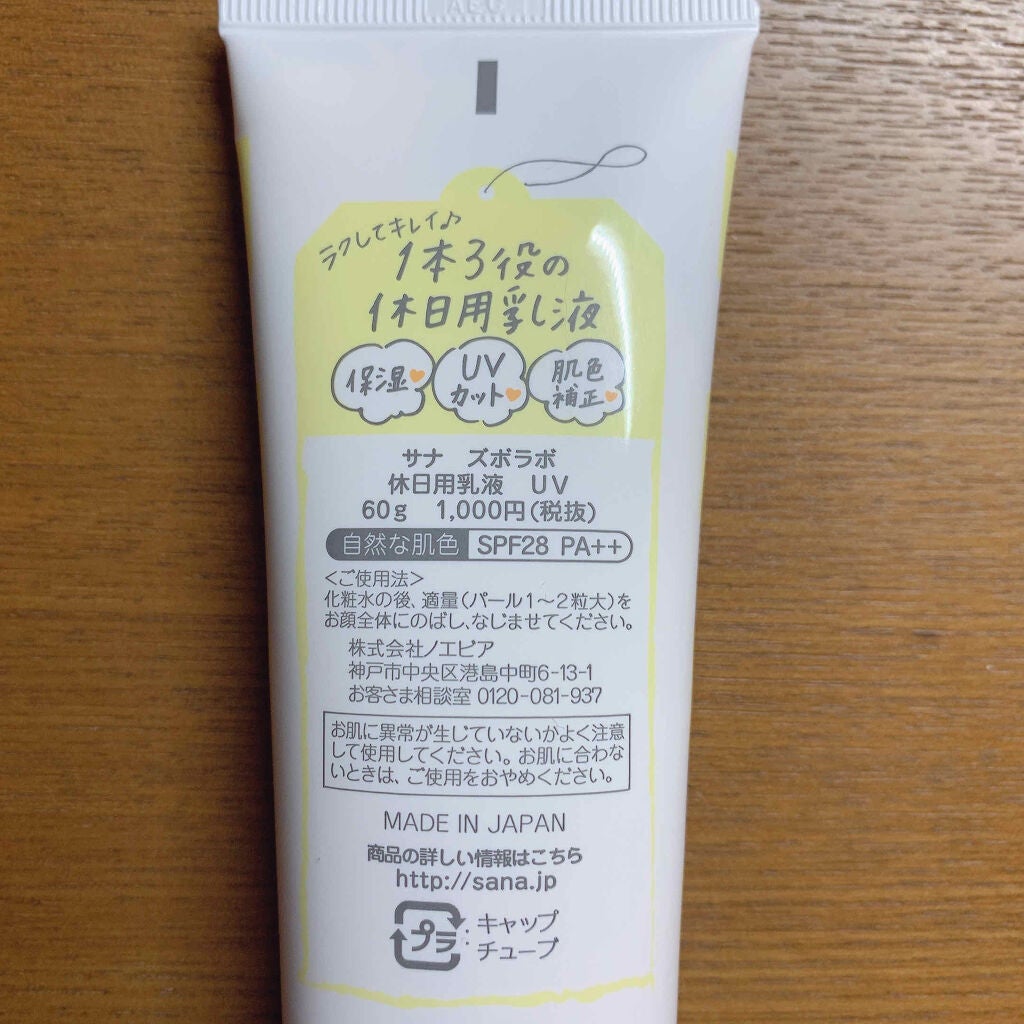 ラクしてキレイ♪
1本3役の
休日用乳液
保湿
UV
カット
肌色
補正
サナ　ズボラボ
休日用乳液　UV
60g　1,000円(税抜)
自然な肌色 SPF28 PA++
<ご使用法>
化粧水の後、適量(パール1〜2粒大)を
お顔全体にのばし、なじませてください。
株式会社ノエビア
神戸市中央区港島中町6-13-1
お客さま相談室 0120-081-937
お肌に異常が生じていないかよく注意
して使用してください。お肌に合わな
いときは、ご使用をおやめください。
MADE IN JAPAN
商品の詳しい情報はこちら
http://sana.jp
プラ : キャップ
チューブ